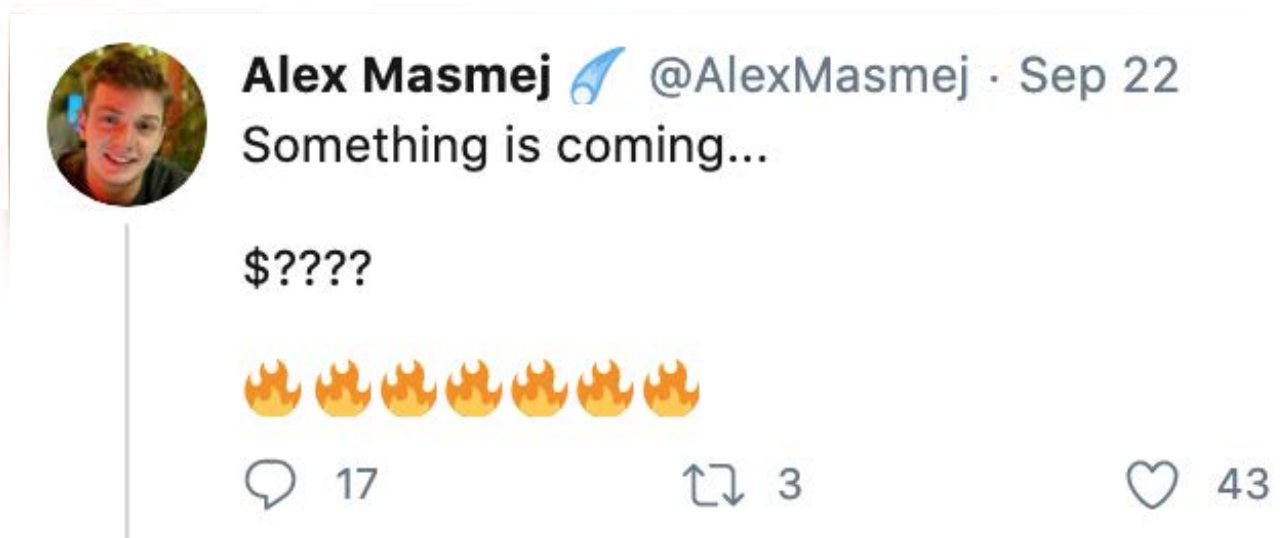 Alex Masmej ☄️ @AlexMasmej · Sep 22
Something is coming...
$????
🔥🔥🔥🔥🔥🔥🔥
17 3 43